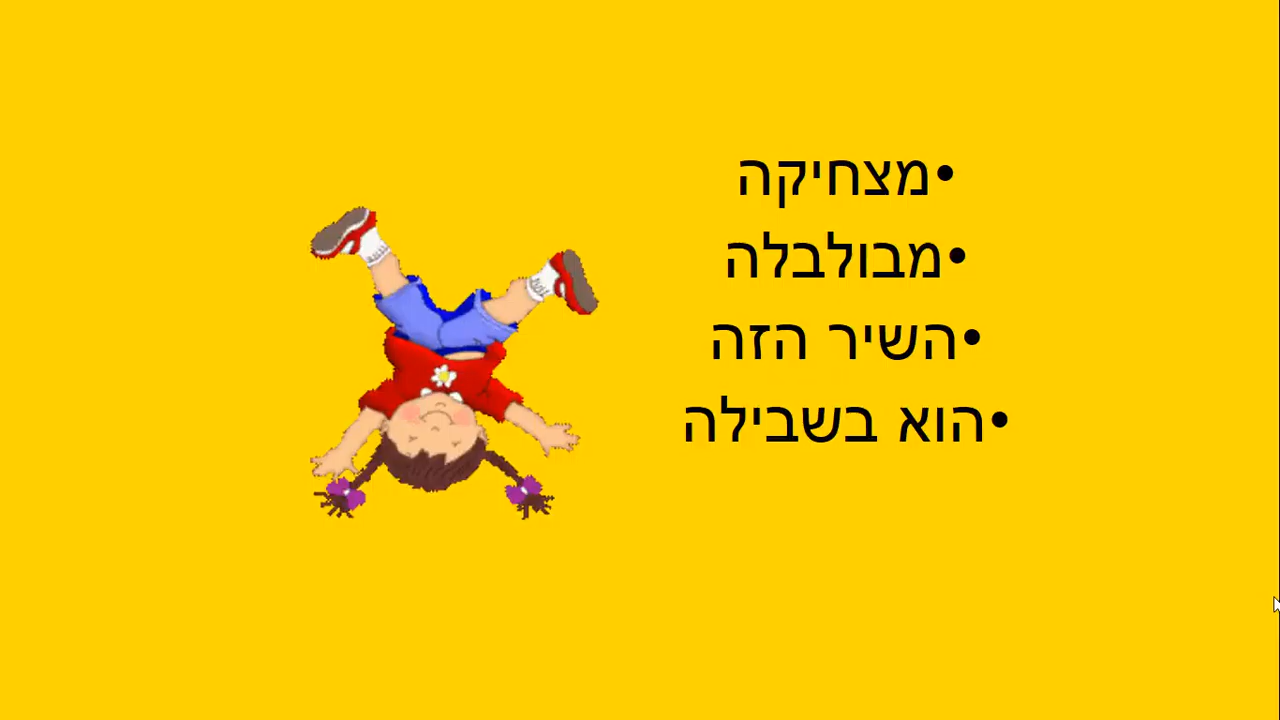 •מצחיקה
•מבולבלה
•השיר הזה
•הוא בשבילה